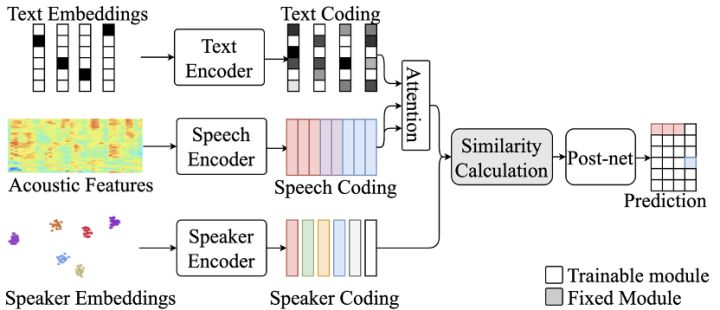 Text Embeddings
Text Encoder
Text Coding
Attention
Acoustic Features
Speech Encoder
Speech Coding
Similarity Calculation
Post-net
Prediction
Speaker Embeddings
Speaker Encoder
Speaker Coding
Trainable module
Fixed Module